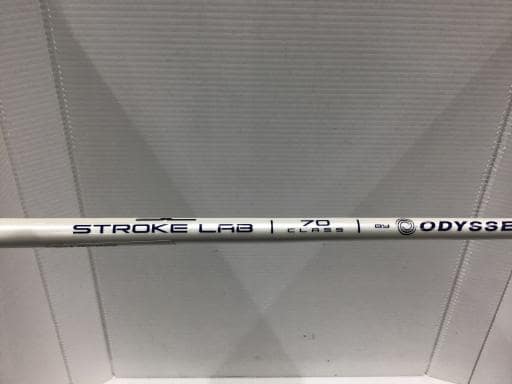 STROKE LAB | 70 CLASS | BY ODYSSE